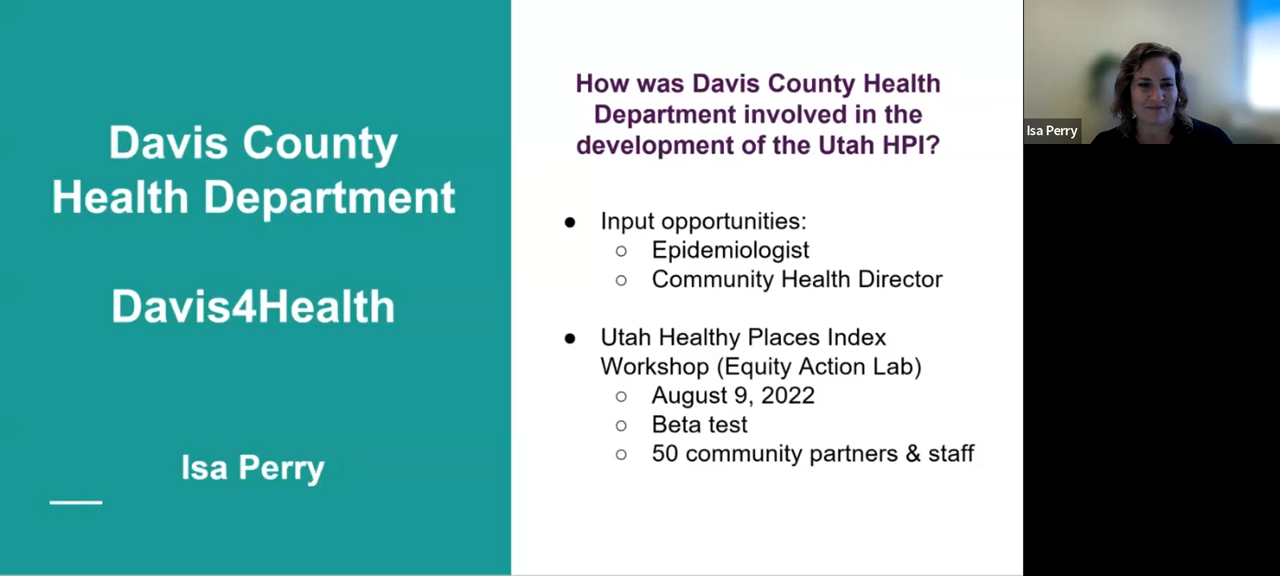 Davis County
Health Department
Davis4Health
Isa Perry
How was Davis County Health
Department involved in the
development of the Utah HPI?
● Input opportunities:
○ Epidemiologist
○ Community Health Director
● Utah Healthy Places Index
Workshop (Equity Action Lab)
○ August 9, 2022
○ Beta test
○ 50 community partners & staff
Isa Perry